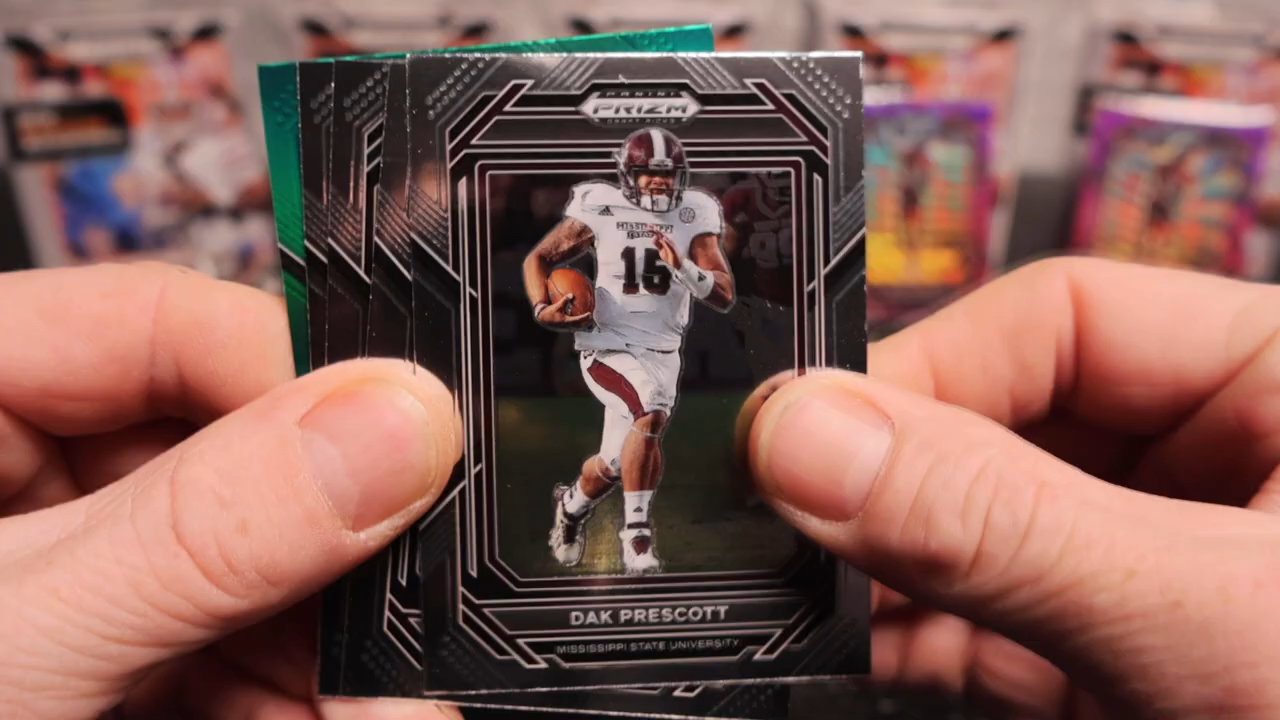 PANINI
PRIZM
DRAFT PICKS
MISSISSIPPI
STATE
15
DAK PRESCOTT
MISSISSIPPI STATE UNIVERSITY